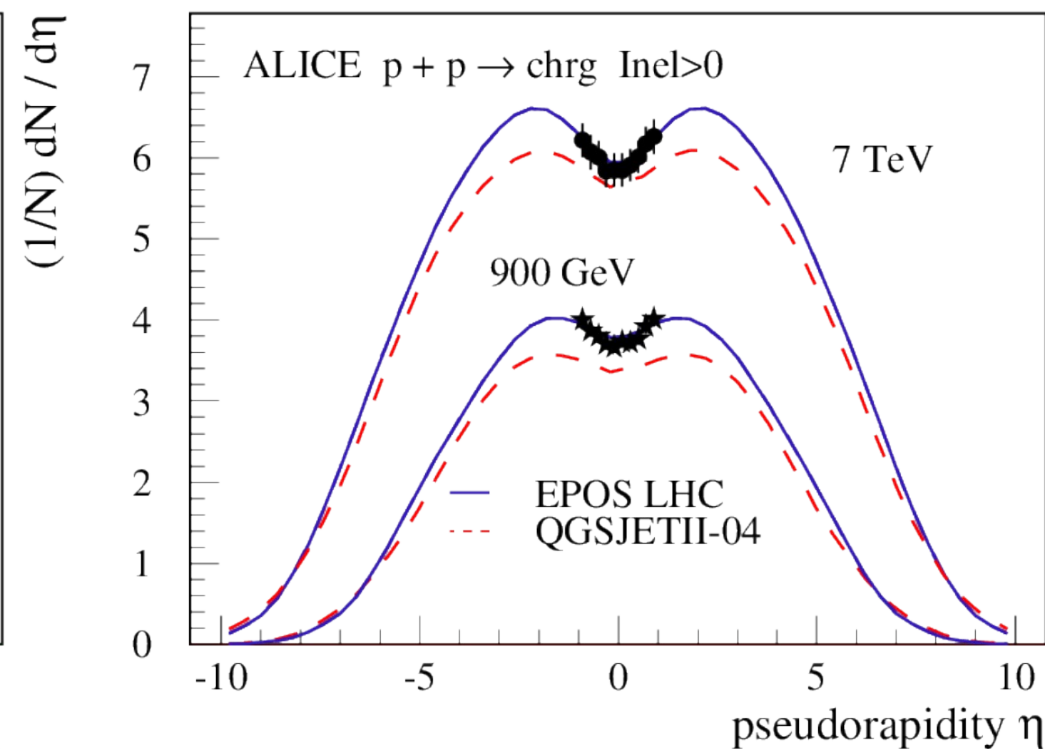 (1/N) dN / dη
ALICE p + p → chrg Inel>0
7 TeV
900 GeV
EPOS LHC
QGSJETII-04
7
6
5
4
3
2
1
0
-10 -5 0 5 10
pseudorapidity η